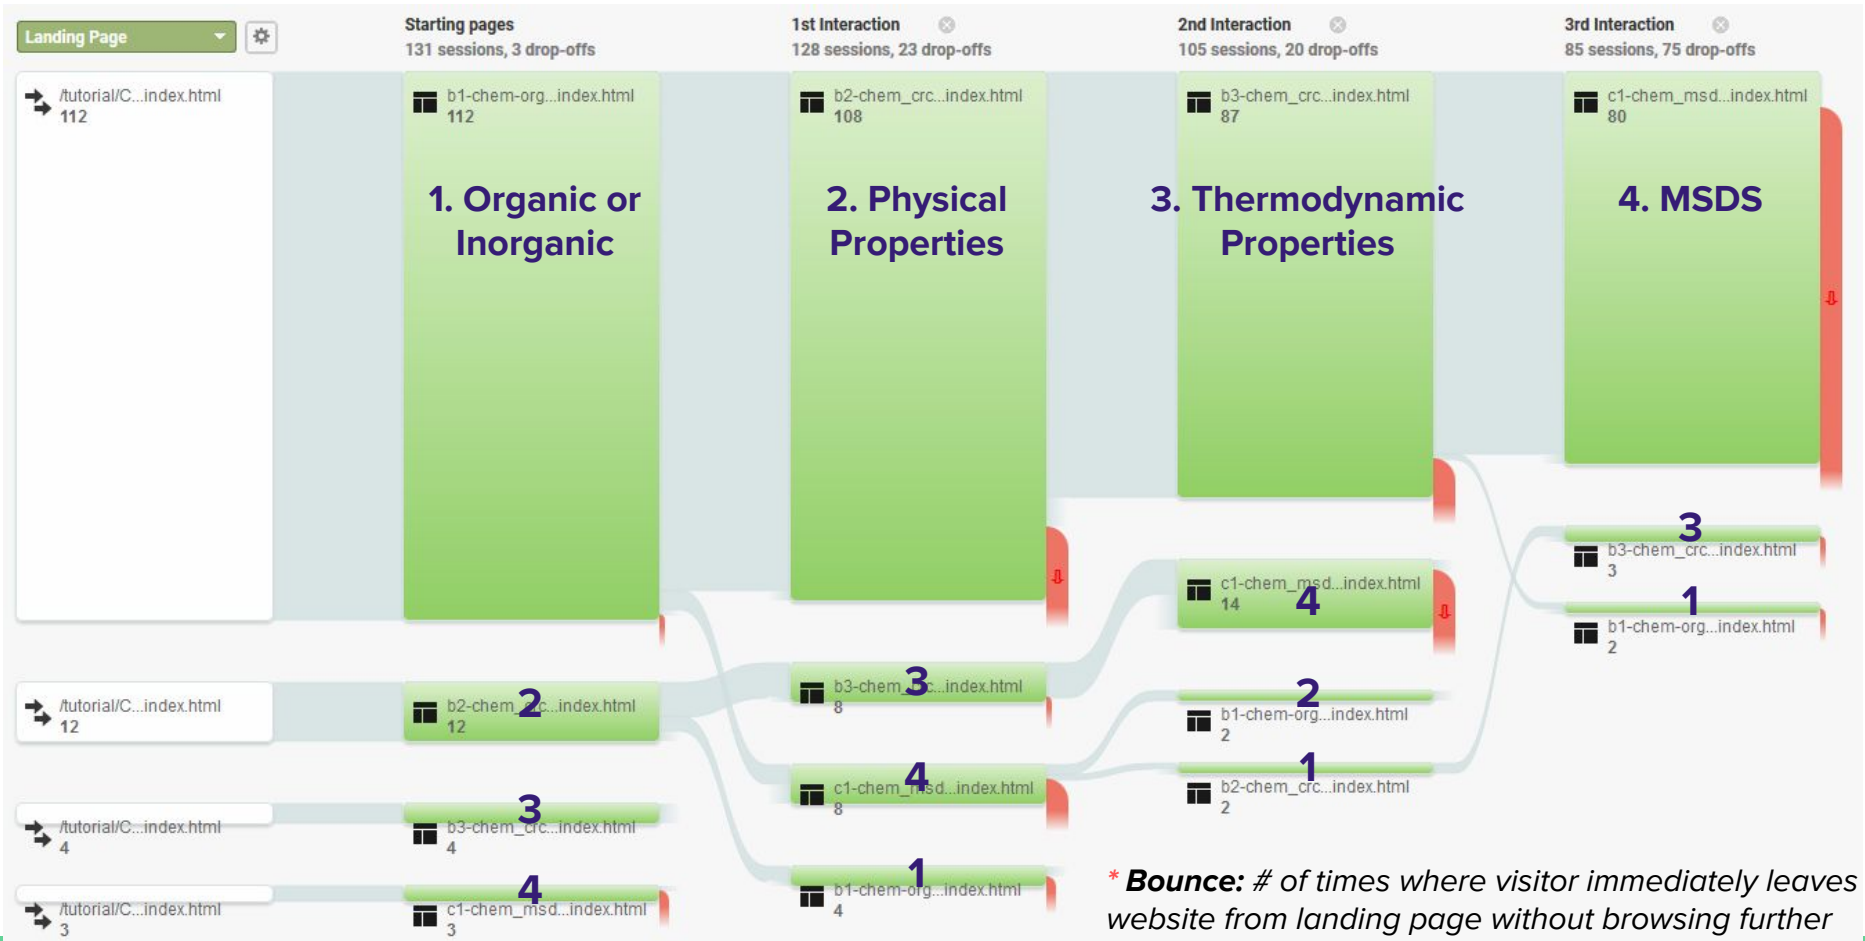 Landing Page
Starting pages
131 sessions, 3 drop-offs
1st Interaction
128 sessions, 23 drop-offs
2nd Interaction
105 sessions, 20 drop-offs
3rd Interaction
85 sessions, 75 drop-offs
/tutorial/C...index.html
112
b1-chem-org...index.html
112
b2-chem_crc...index.html
108
b3-chem_crc...index.html
87
c1-chem_msd...index.html
80
1. Organic or
Inorganic
2. Physical
Properties
3. Thermodynamic
Properties
4. MSDS
/tutorial/C...index.html
12
2
b2-chem_crc...index.html
12
/tutorial/C...index.html
4
3
b3-chem_crc...index.html
4
/tutorial/C...index.html
3
4
c1-chem_msd...index.html
3
3
b3-chem_crc...index.html
8
4
c1-chem_msd...index.html
8
1
b1-chem-org...index.html
4
c1-chem_msd...index.html
14
4
2
b1-chem-org...index.html
2
1
b2-chem_crc...index.html
2
3
b3-chem_crc...index.html
3
1
b1-chem-org...index.html
2
* Bounce: # of times where visitor immediately leaves
website from landing page without browsing further